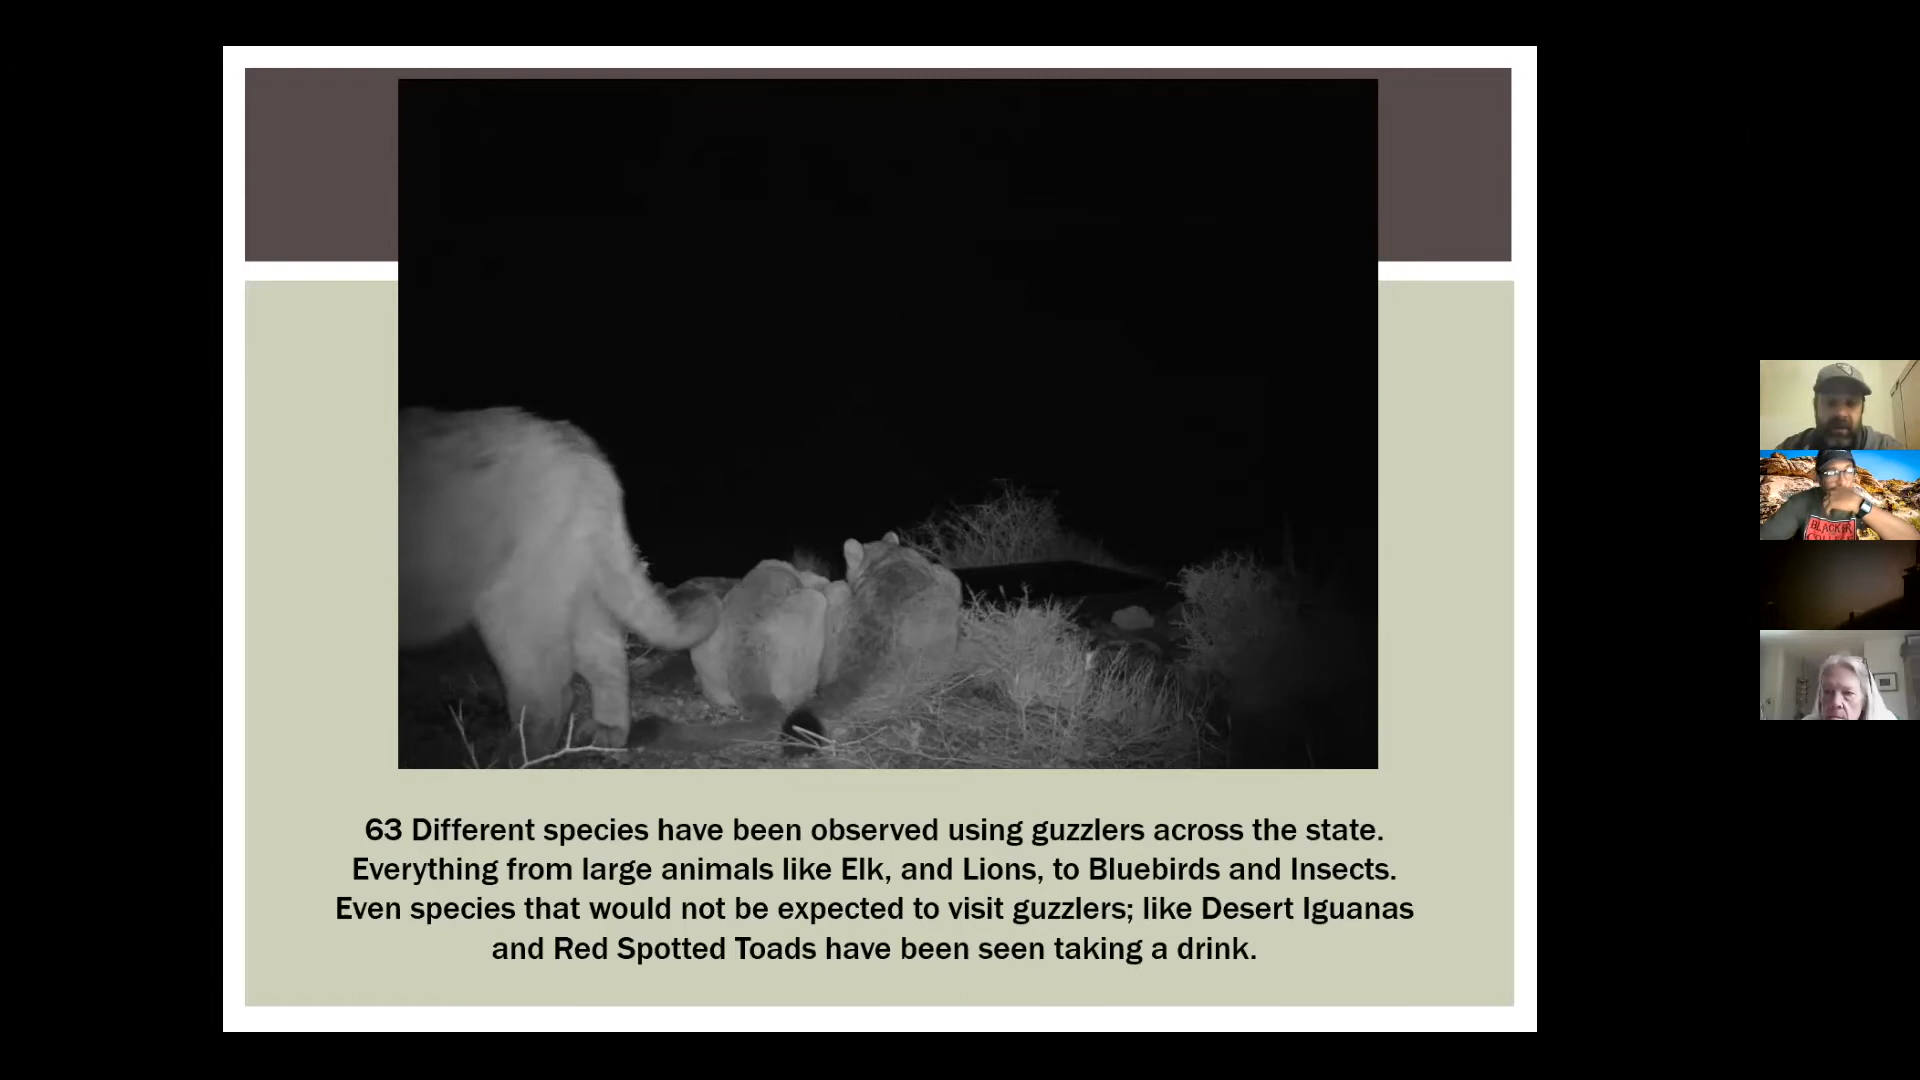 63 Different species have been observed using guzzlers across the state.
Everything from large animals like Elk, and Lions, to Bluebirds and Insects.
Even species that would not be expected to visit guzzlers; like Desert Iguanas
and Red Spotted Toads have been seen taking a drink.
BLACKER